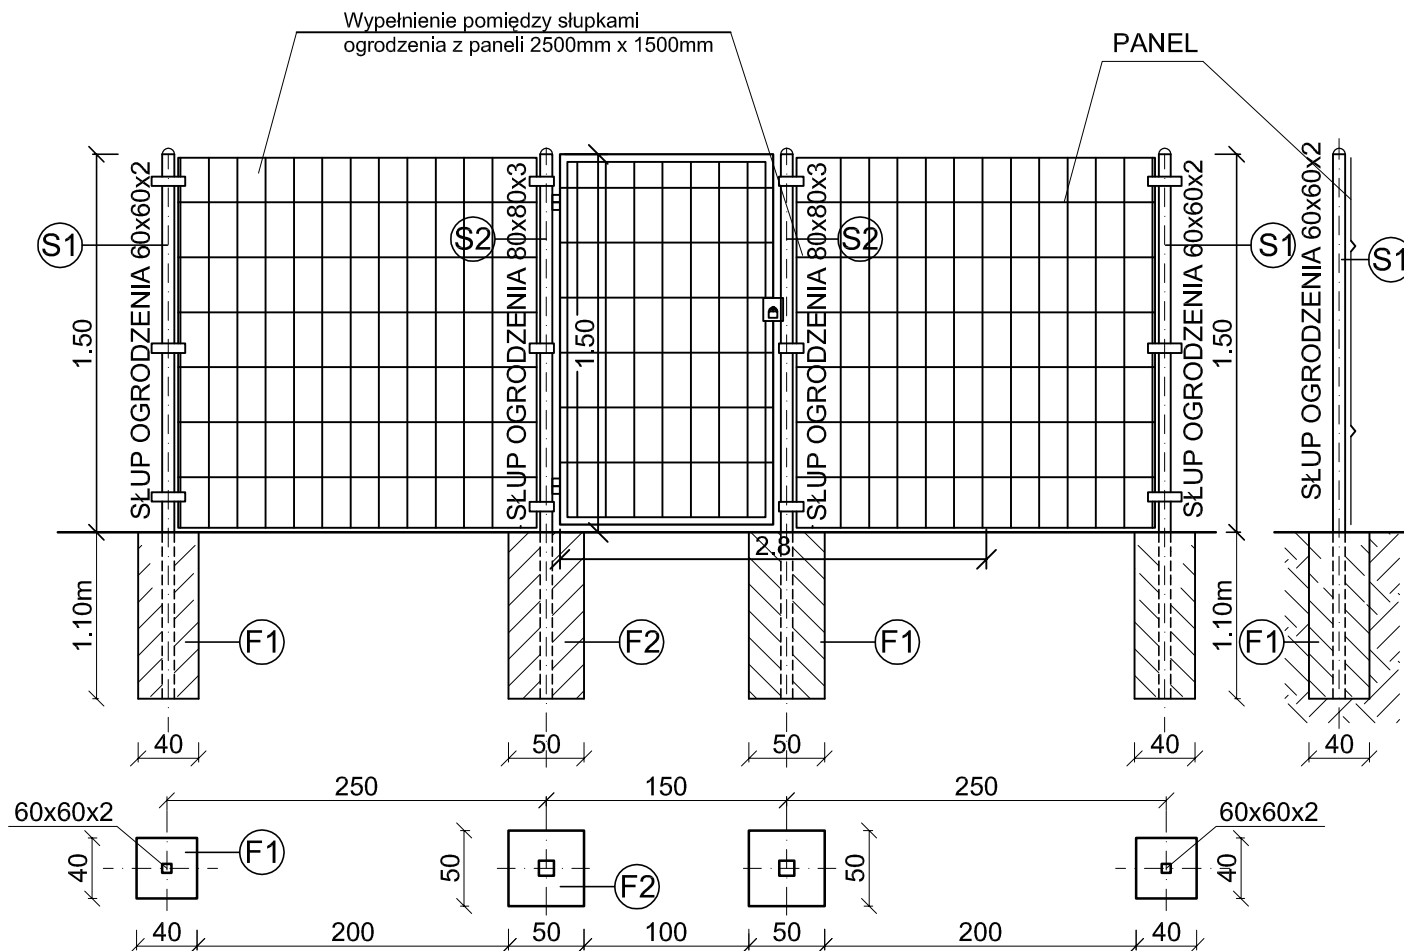 Wypełnienie pomiędzy słupkami
ogrodzenia z paneli 2500mm x 1500mm
PANEL
S1
SŁUP OGRODZENIA 60x60x2
1.50
S2
SŁUP OGRODZENIA 80x80x3
1.50
S2
SŁUP OGRODZENIA 80x80x3
S1
SŁUP OGRODZENIA 60x60x2
1.50
S1
SŁUP OGRODZENIA 60x60x2
2.8
1.10m
F1
F2
F1
1.10m
F1
40
50
50
40
40
250
150
250
60x60x2
60x60x2
40
F1
50
F2
50
40
40
200
50
100
50
200
40